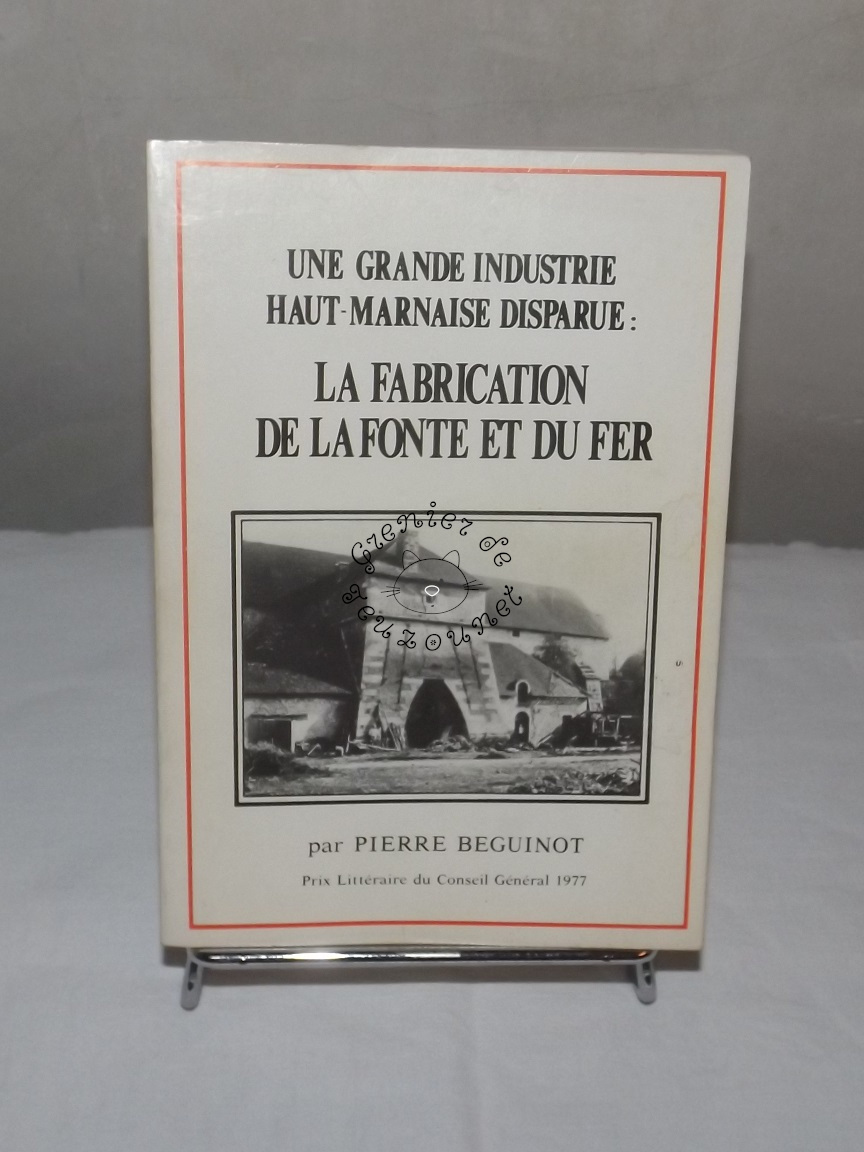 UNE GRANDE INDUSTRIE
HAUT-MARNAISE DISPARUE :
LA FABRICATION
DE LA FONTE ET DU FER
Grenier de
par PIERRE BEGUINOT
Prix Littéraire du Conseil Général 1977